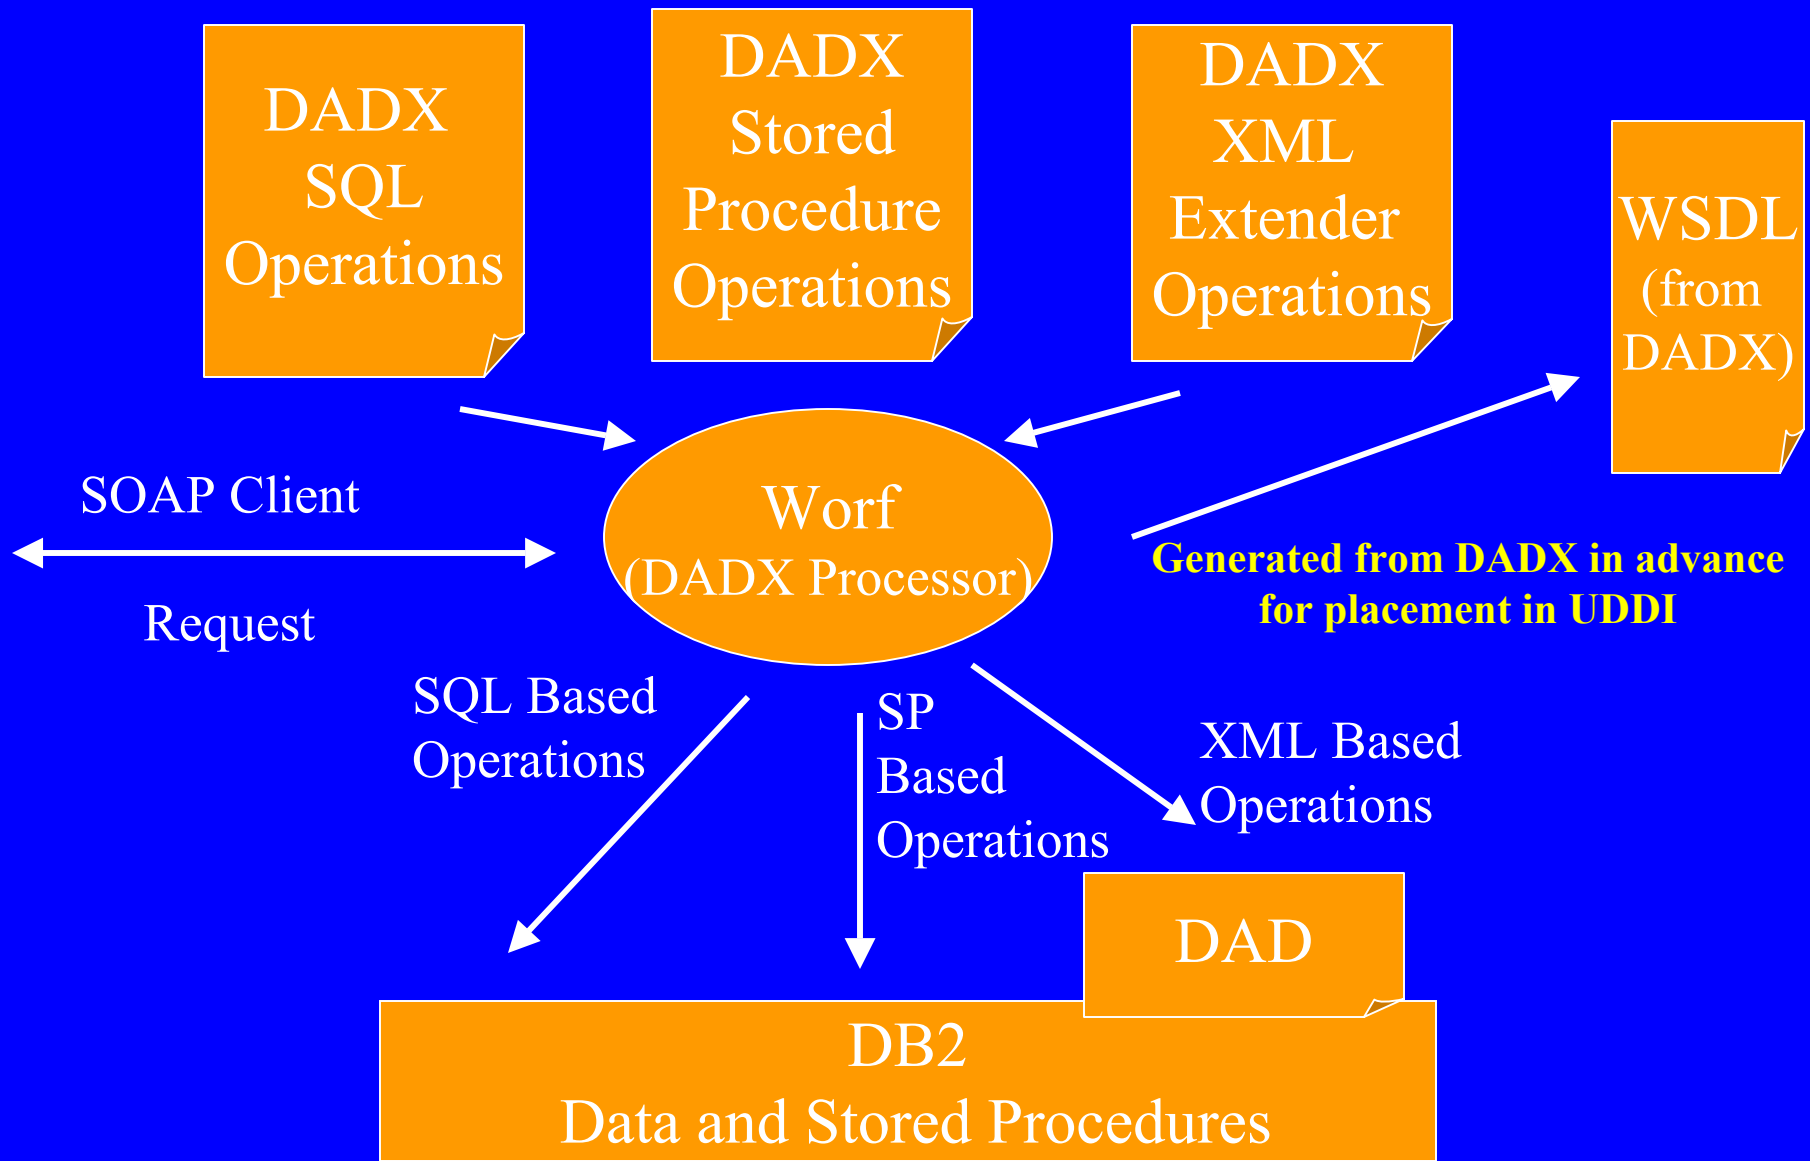 DADX
SQL
Operations
DADX
Stored
Procedure
Operations
DADX
XML
Extender
Operations
WSDL
(from
DADX)
SOAP Client
Request
Worf
(DADX Processor)
Generated from DADX in advance
for placement in UDDI
SQL Based
Operations
SP
Based
Operations
XML Based
Operations
DAD
DB2
Data and Stored Procedures